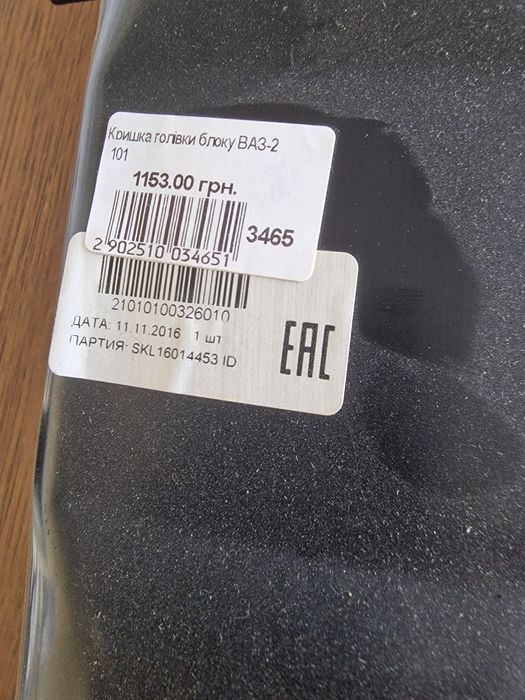 Кришка голівки блоку ВАЗ-2
101
1153.00 грн.
3465
2 902510 034651
21010100326010
ДАТА: 11.11.2016 1 шт
ПАРТИЯ: SKL16014453 ID
EAC